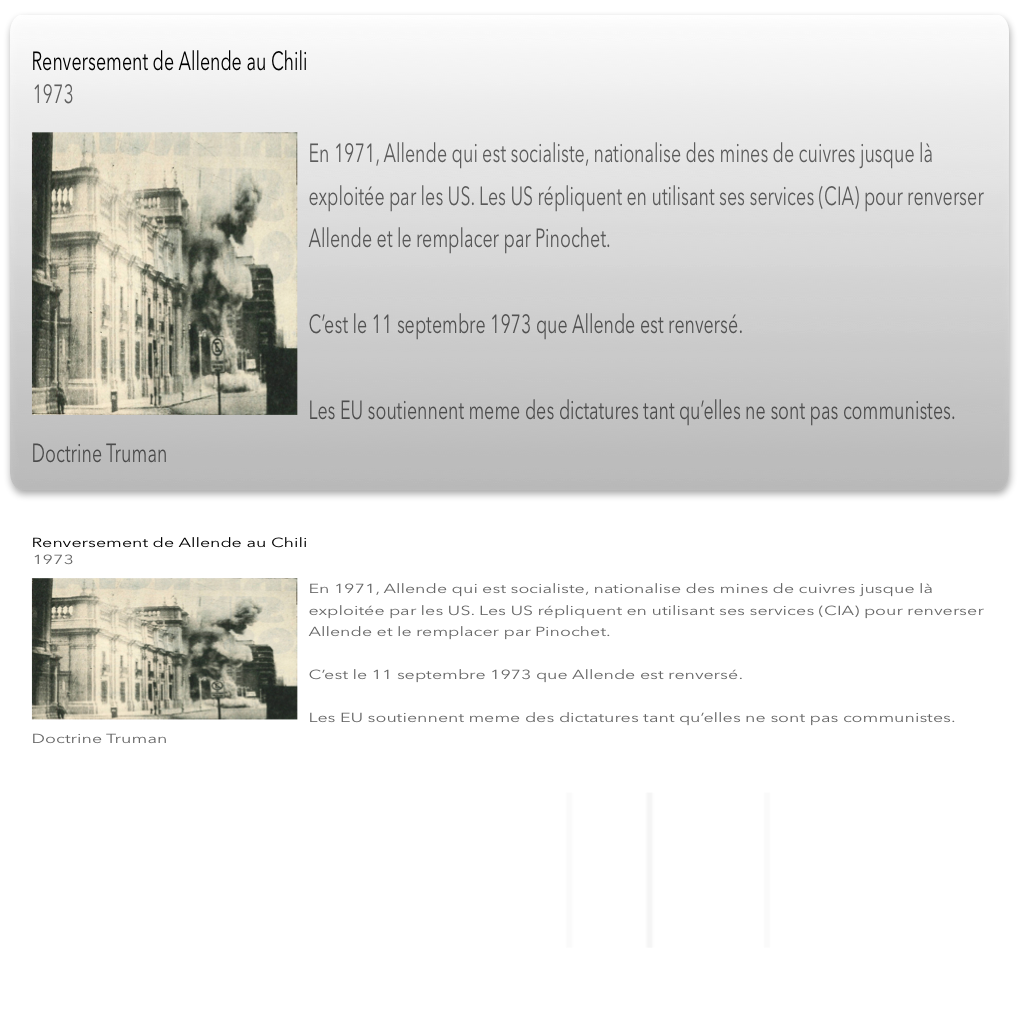 Renversement de Allende au Chili
1973
En 1971, Allende qui est socialiste, nationalise des mines de cuivres jusque là
exploitée par les US. Les US répliquent en utilisant ses services (CIA) pour renverser
Allende et le remplacer par Pinochet.
C’est le 11 septembre 1973 que Allende est renversé.
Les EU soutiennent meme des dictatures tant qu’elles ne sont pas communistes.
Doctrine Truman
Renversement de Allende au Chili
1973
En 1971, Allende qui est socialiste, nationalise des mines de cuivres jusque là
exploitée par les US. Les US répliquent en utilisant ses services (CIA) pour renverser
Allende et le remplacer par Pinochet.
C’est le 11 septembre 1973 que Allende est renversé.
Les EU soutiennent meme des dictatures tant qu’elles ne sont pas communistes.
Doctrine Truman